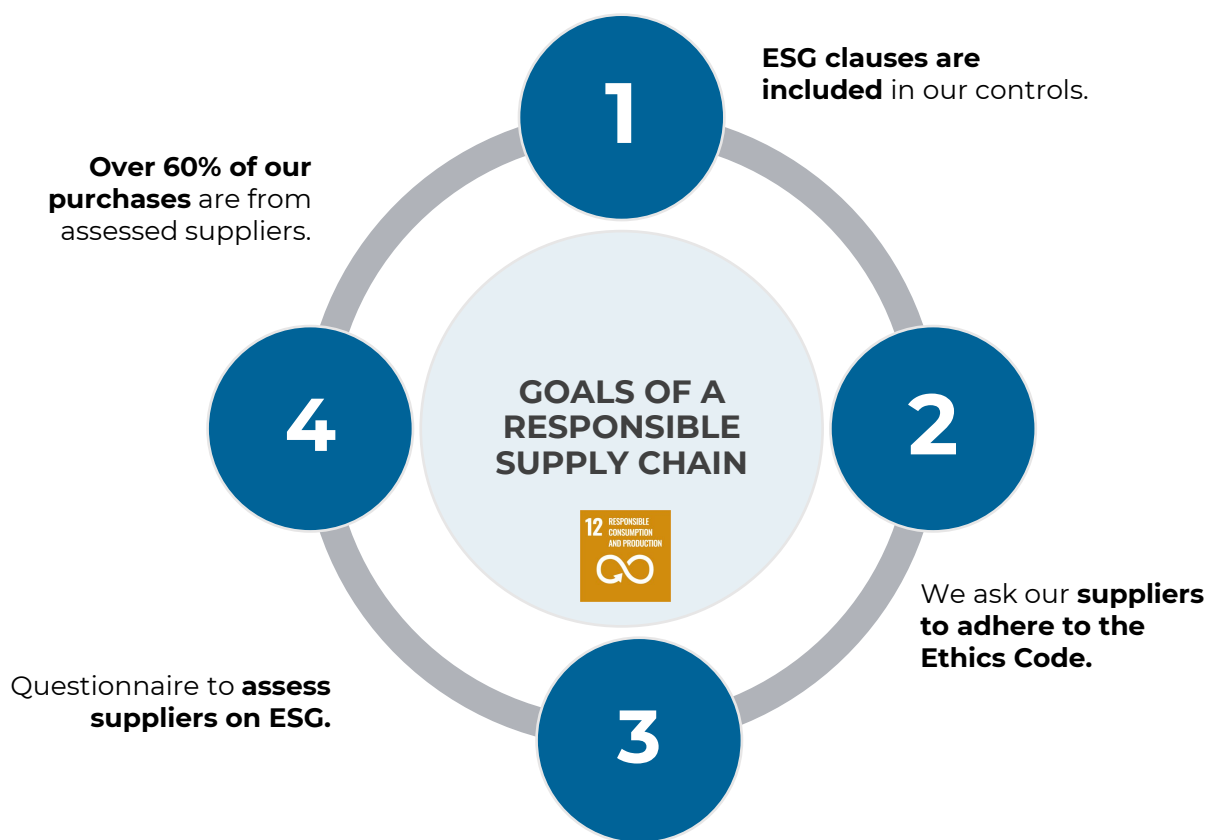 1
ESG clauses are
included in our controls.
2
We ask our suppliers
to adhere to the
Ethics Code.
3
Questionnaire to assess
suppliers on ESG.
4
Over 60% of our
purchases are from
assessed suppliers.
GOALS OF A
RESPONSIBLE
SUPPLY CHAIN
12 RESPONSIBLE
CONSUMPTION
AND PRODUCTION